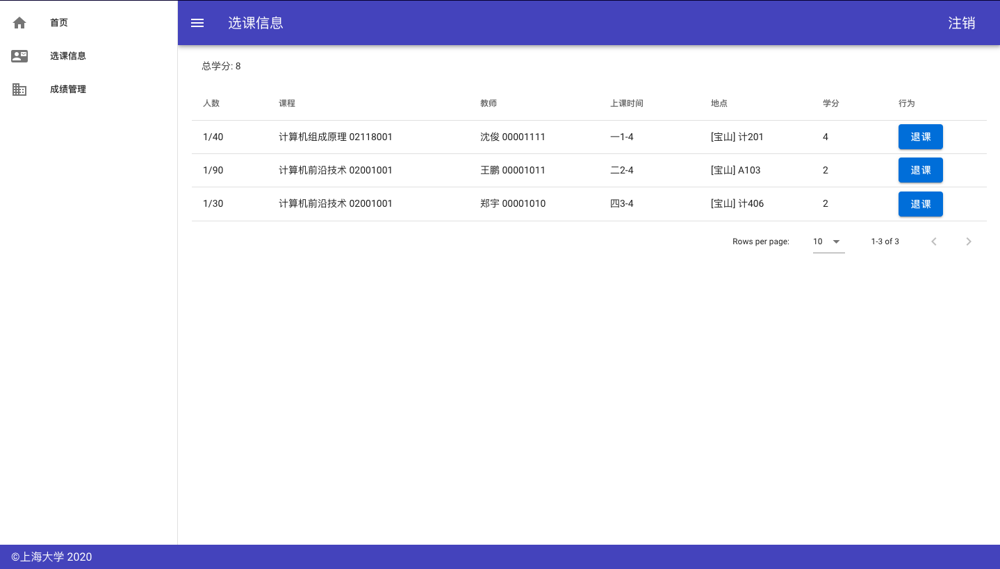 首页
选课信息
成绩管理
选课信息 注销
总学分: 8
人数 课程 教师 上课时间 地点 学分 行为
1/40 计算机组成原理 02118001 沈俊 00001111 一1-4 [宝山] 计201 4 退课
1/90 计算机前沿技术 02001001 王鹏 00001011 二2-4 [宝山] A103 2 退课
1/30 计算机前沿技术 02001001 郑宇 00001010 四3-4 [宝山] 计406 2 退课
Rows per page: 10 1-3 of 3
©上海大学 2020